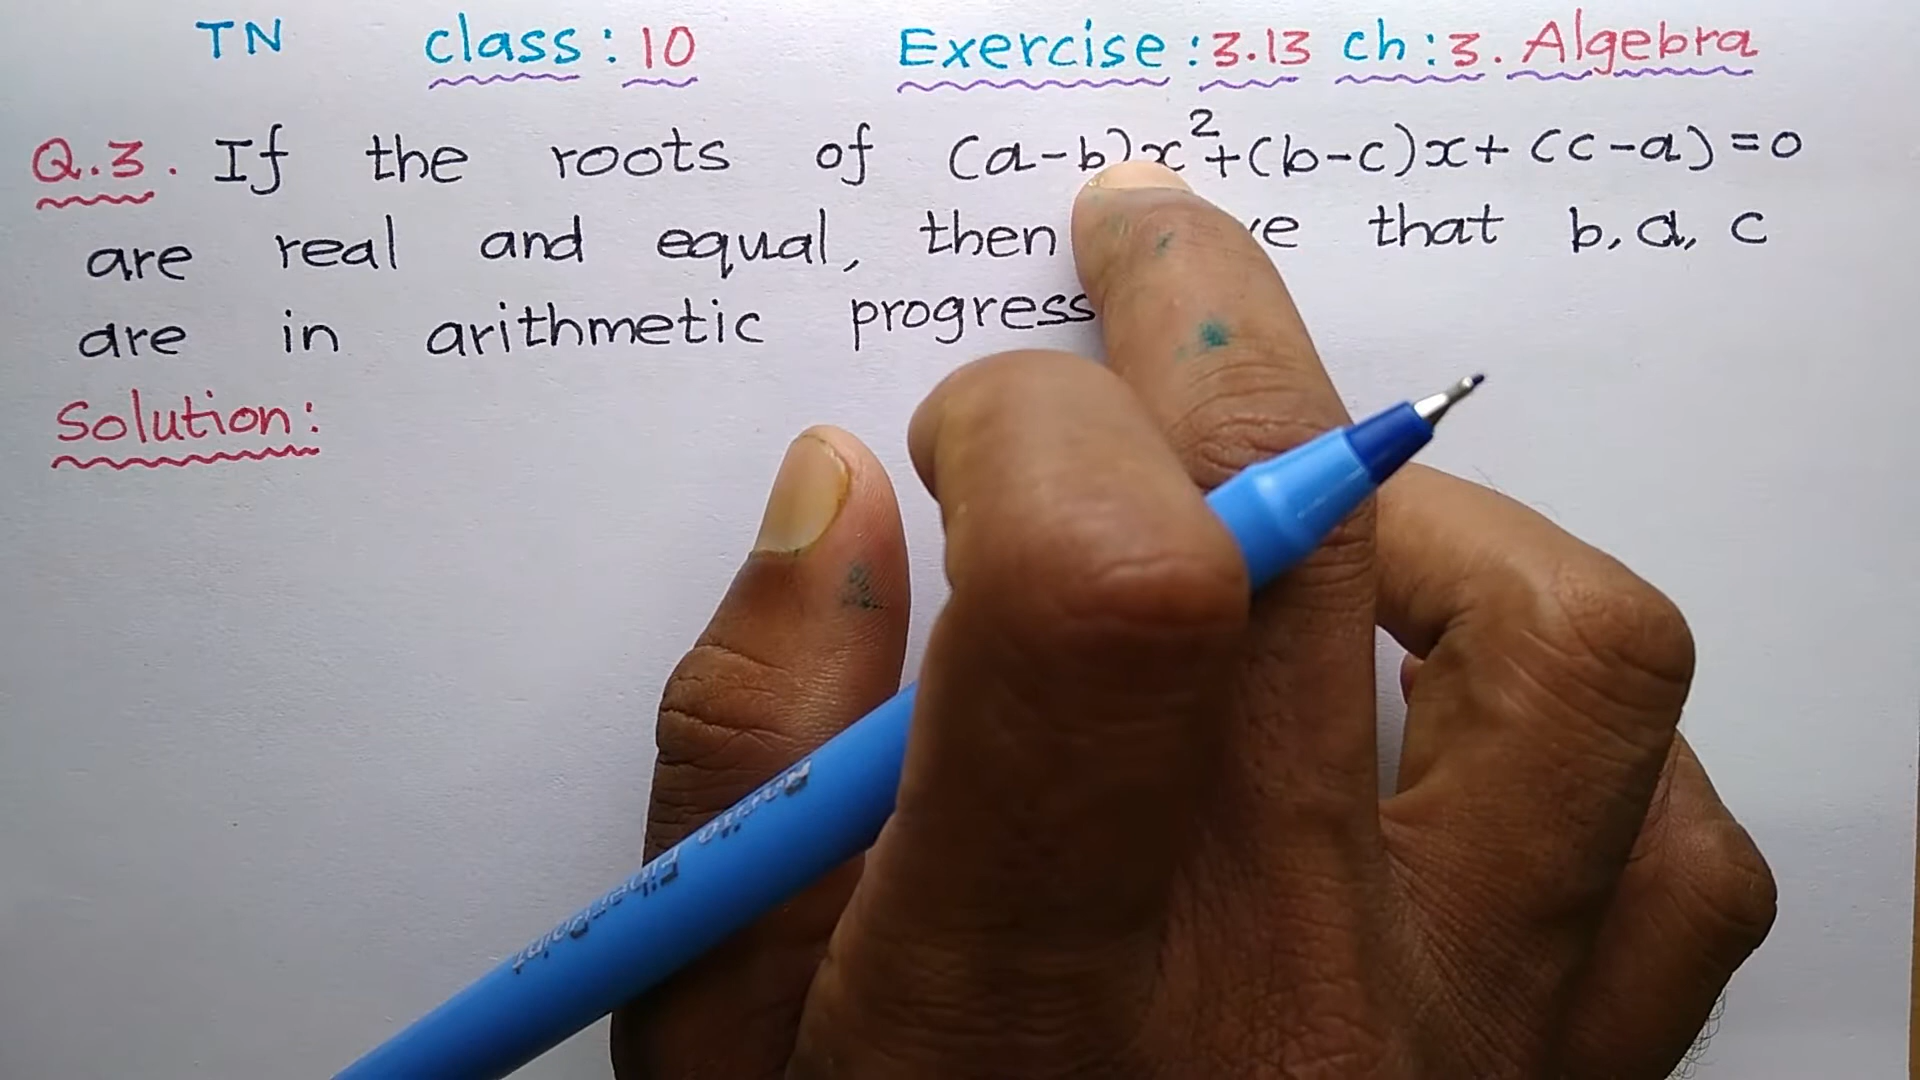 TN class: 10 Exercise: 3.13 ch: 3. Algebra
Q.3. If the roots of (a-b)x²+(b-c)x+(c-a)=0
are real and equal, then that b, a, c
are in arithmetic progress
Solution:
Fiberpoint